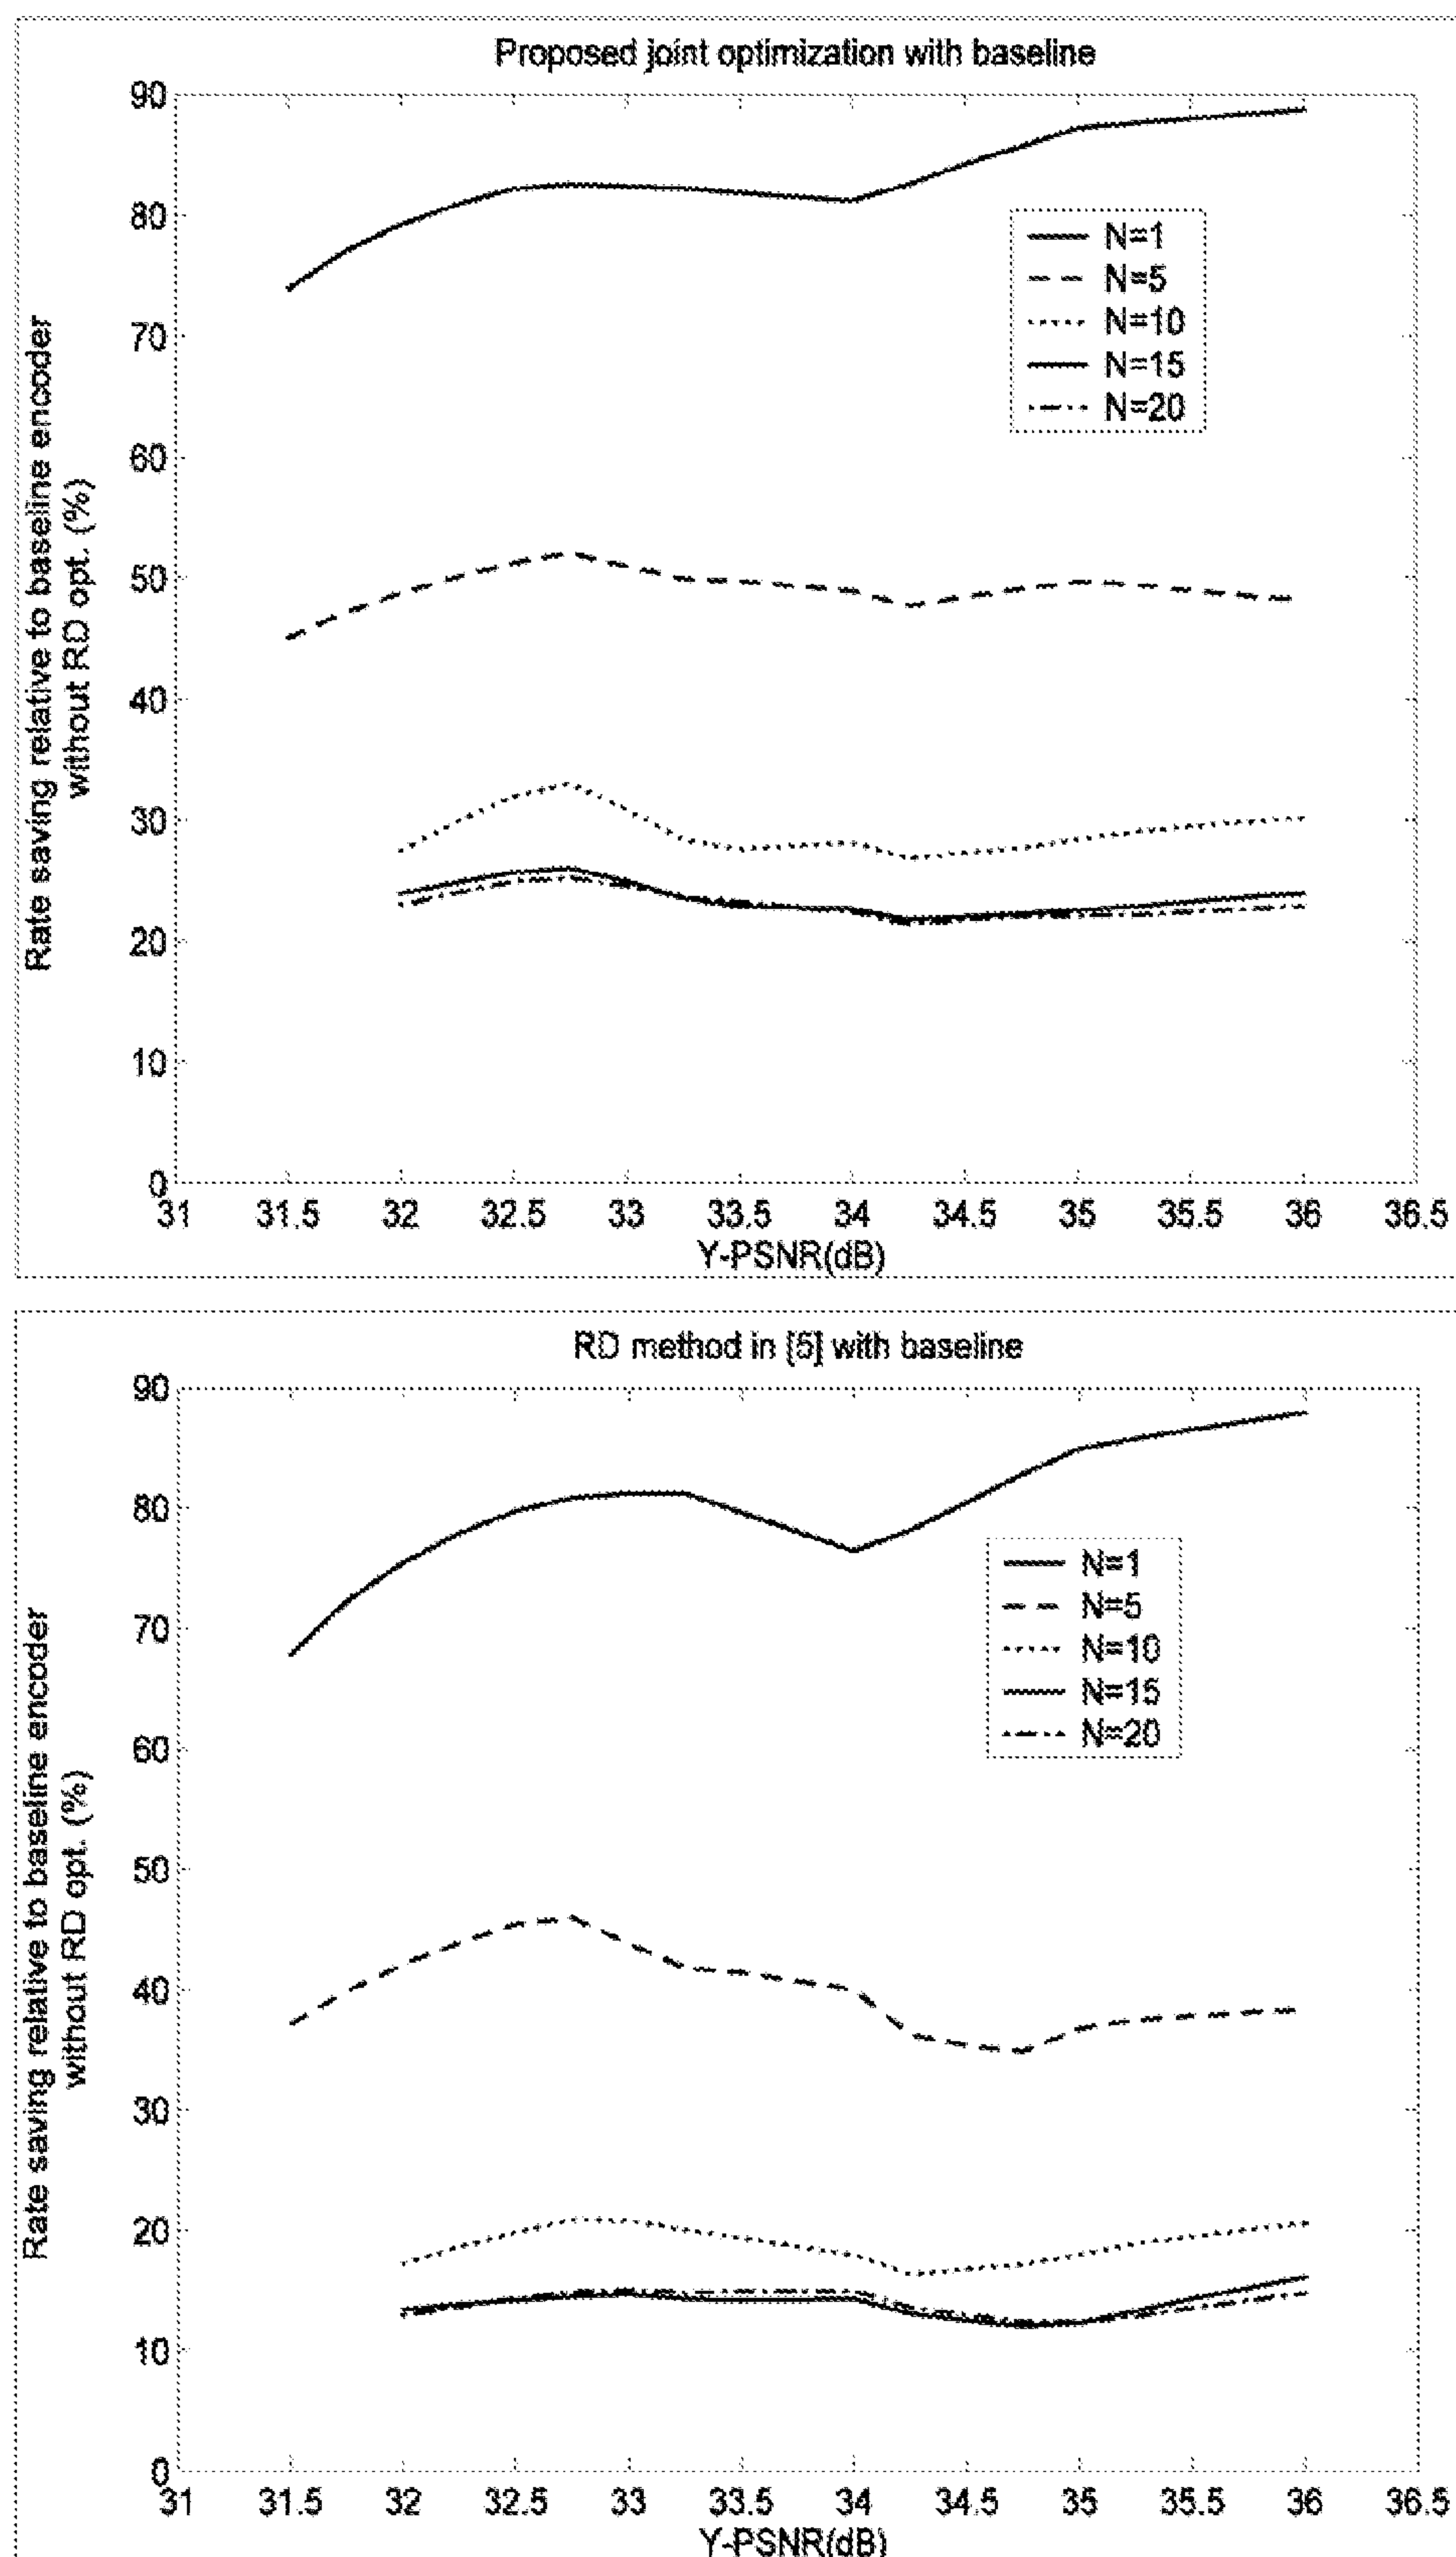 Proposed joint optimization with baseline
90
80
70
60
50
40
30
20
10
0
Rate saving relative to baseline encoder
without RD opt. (%)
N=1
N=5
N=10
N=15
N=20
31 31.5 32 32.5 33 33.5 34 34.5 35 35.5 36 36.5
Y-PSNR(dB)
RD method in [5] with baseline
90
80
70
60
50
40
30
20
10
0
Rate saving relative to baseline encoder
without RD opt. (%)
N=1
N=5
N=10
N=15
N=20
31 31.5 32 32.5 33 33.5 34 34.5 35 35.5 36 36.5
Y-PSNR(dB)